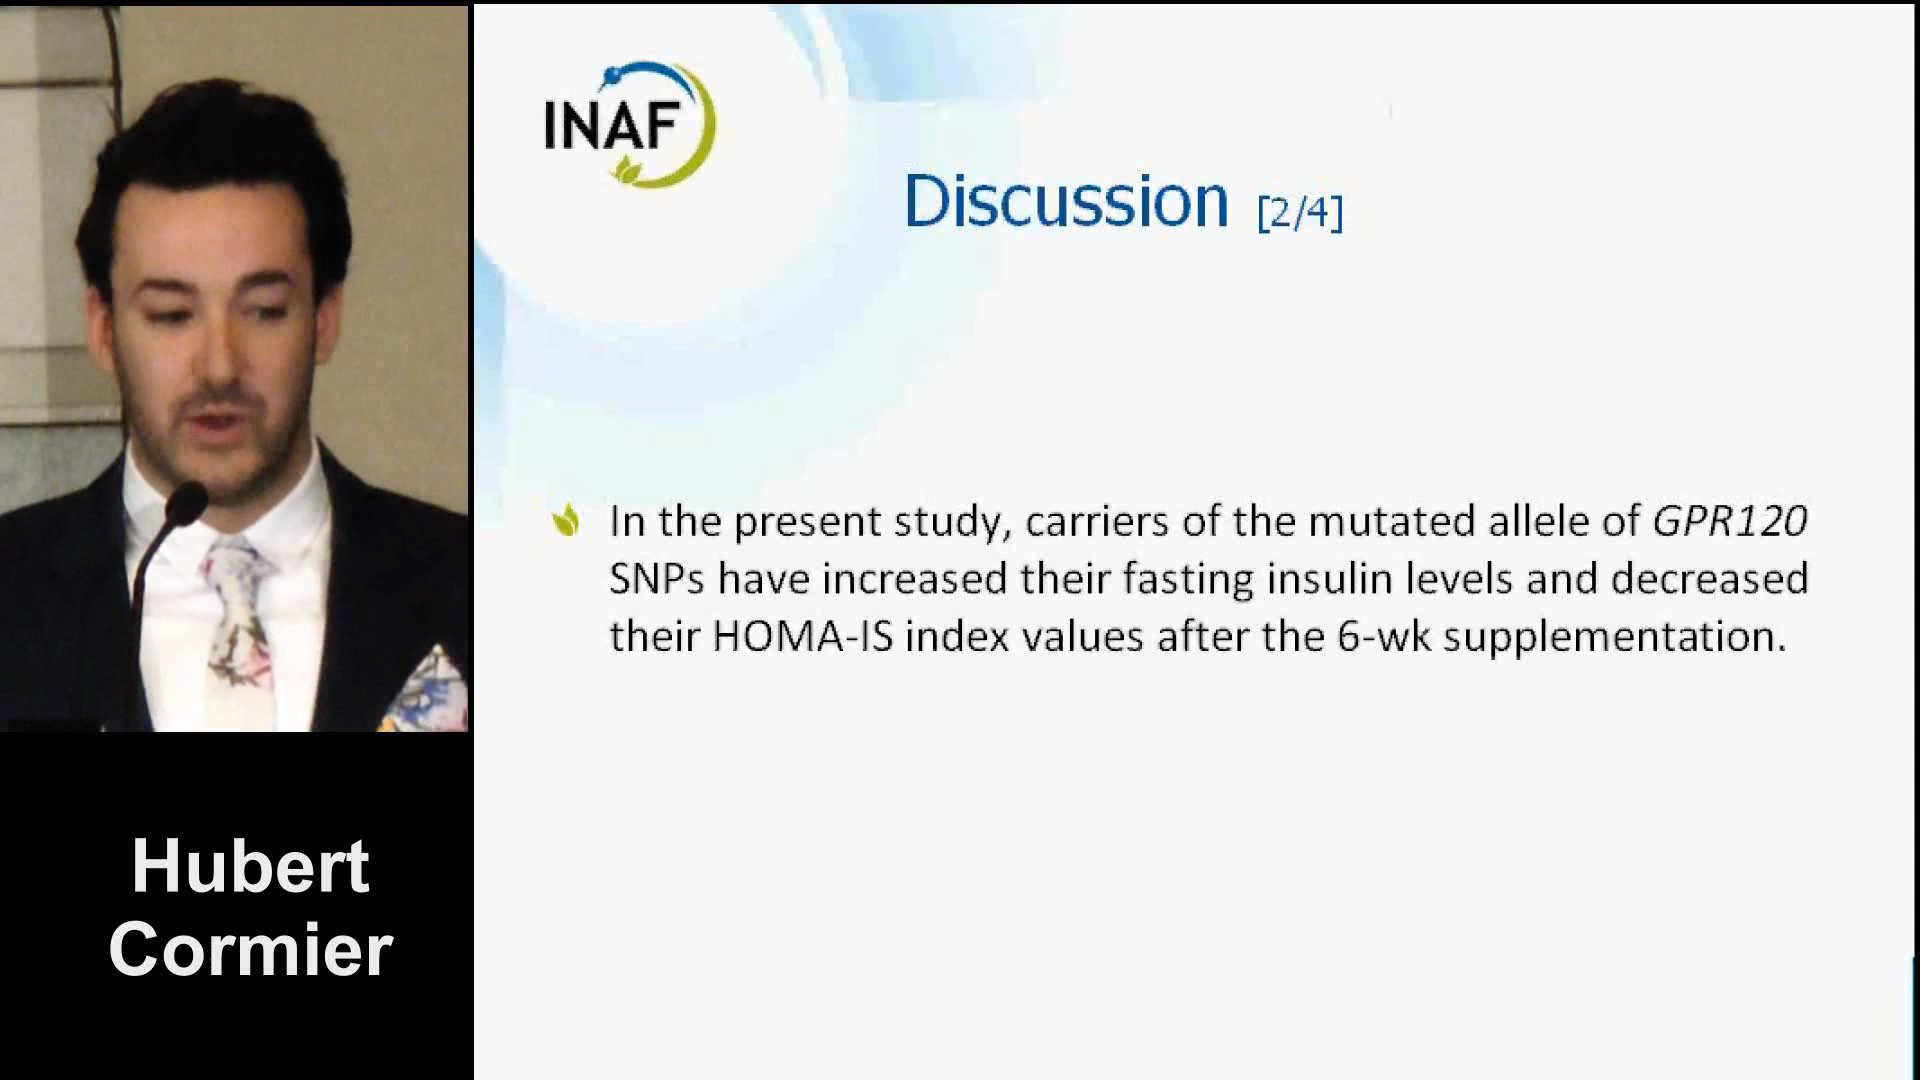 INAF
Discussion [2/4]
In the present study, carriers of the mutated allele of GPR120
SNPs have increased their fasting insulin levels and decreased
their HOMA-IS index values after the 6-wk supplementation.
Hubert
Cormier